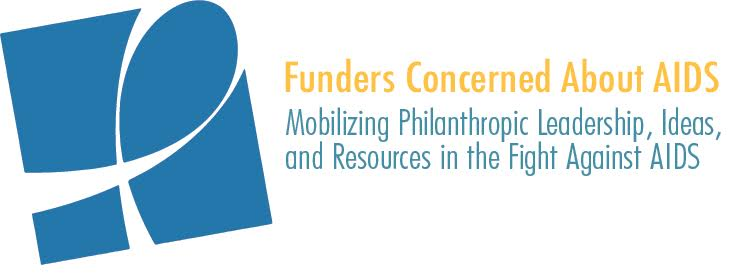 Funders Concerned About AIDS
Mobilizing Philanthropic Leadership, Ideas,
and Resources in the Fight Against AIDS